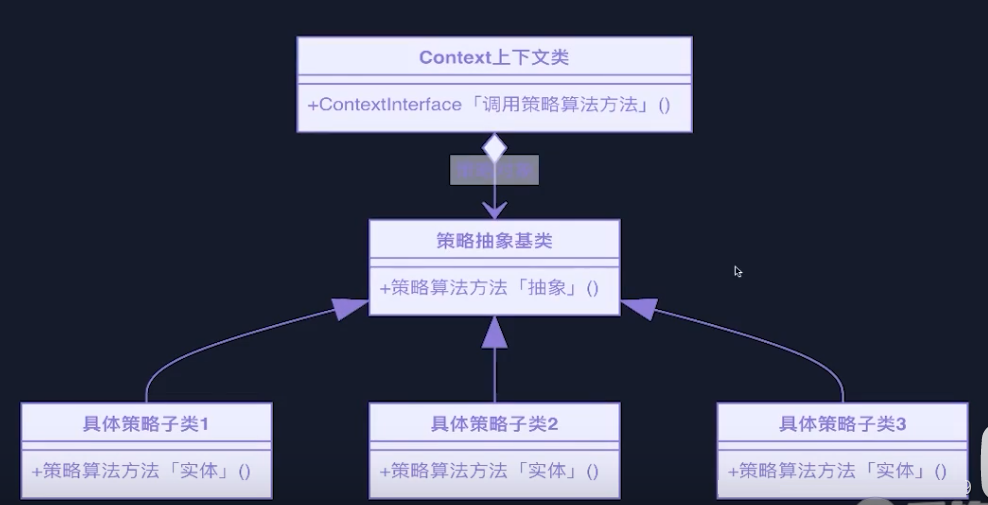 Context上下文类
+ContextInterface「调用策略算法方法」()
策略抽象基类
+策略算法方法「抽象」()
具体策略子类1
具体策略子类2
具体策略子类3
+策略算法方法「实体」()
+策略算法方法「实体」()
+策略算法方法「实体」()